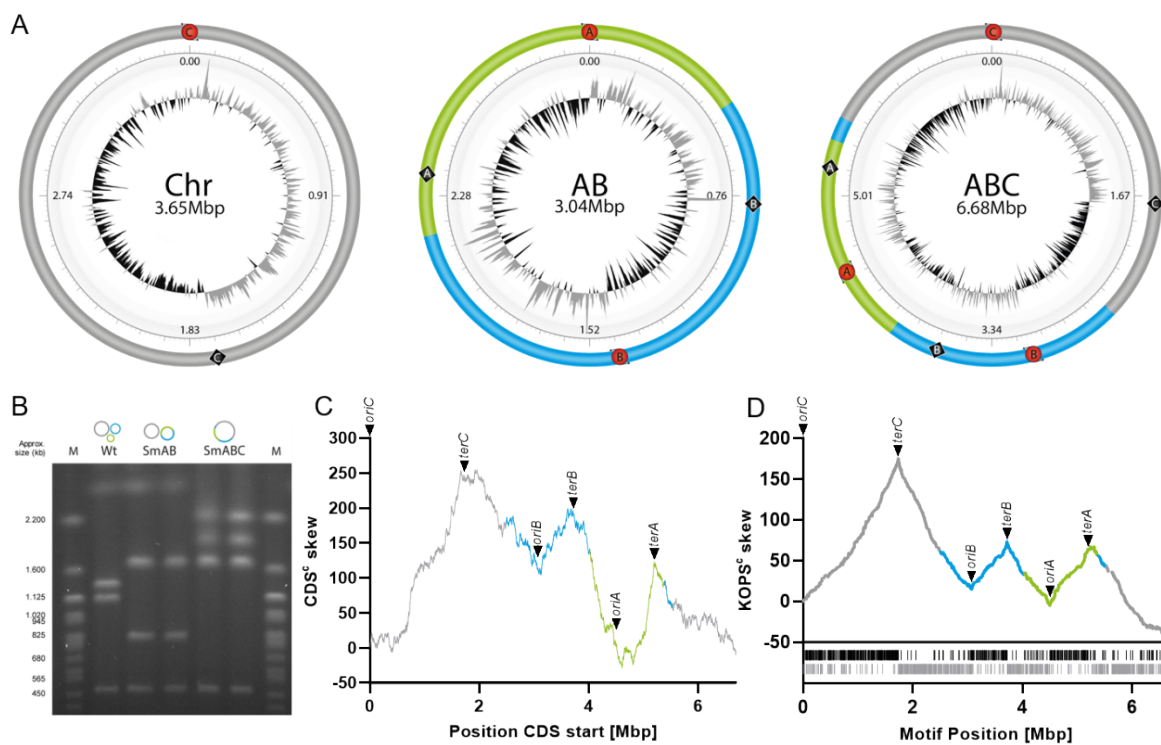 A
C
0.00
2.74
Chr
3.65Mbp
0.91
1.83
C
A
0.00
A
2.28
AB
3.04Mbp
0.76
B
1.52
B
C
0.00
A
5.01
ABC
6.68Mbp
1.67
C
A
3.34
B
B
B
Approx.
size (kb)
M
Wt
SmAB
SmABC
M
2.200
1.600
1.125
1,020
945
825
680
565
450
C
oriC
terC
oriB
terB
oriA
terA
300
250
200
150
100
50
0
-50
CDSᶜ skew
0
2
4
6
Position CDS start [Mbp]
D
oriC
terC
oriB
terB
oriA
terA
200
150
100
50
0
-50
KOPSᶜ skew
0
2
4
6
Motif Position [Mbp]